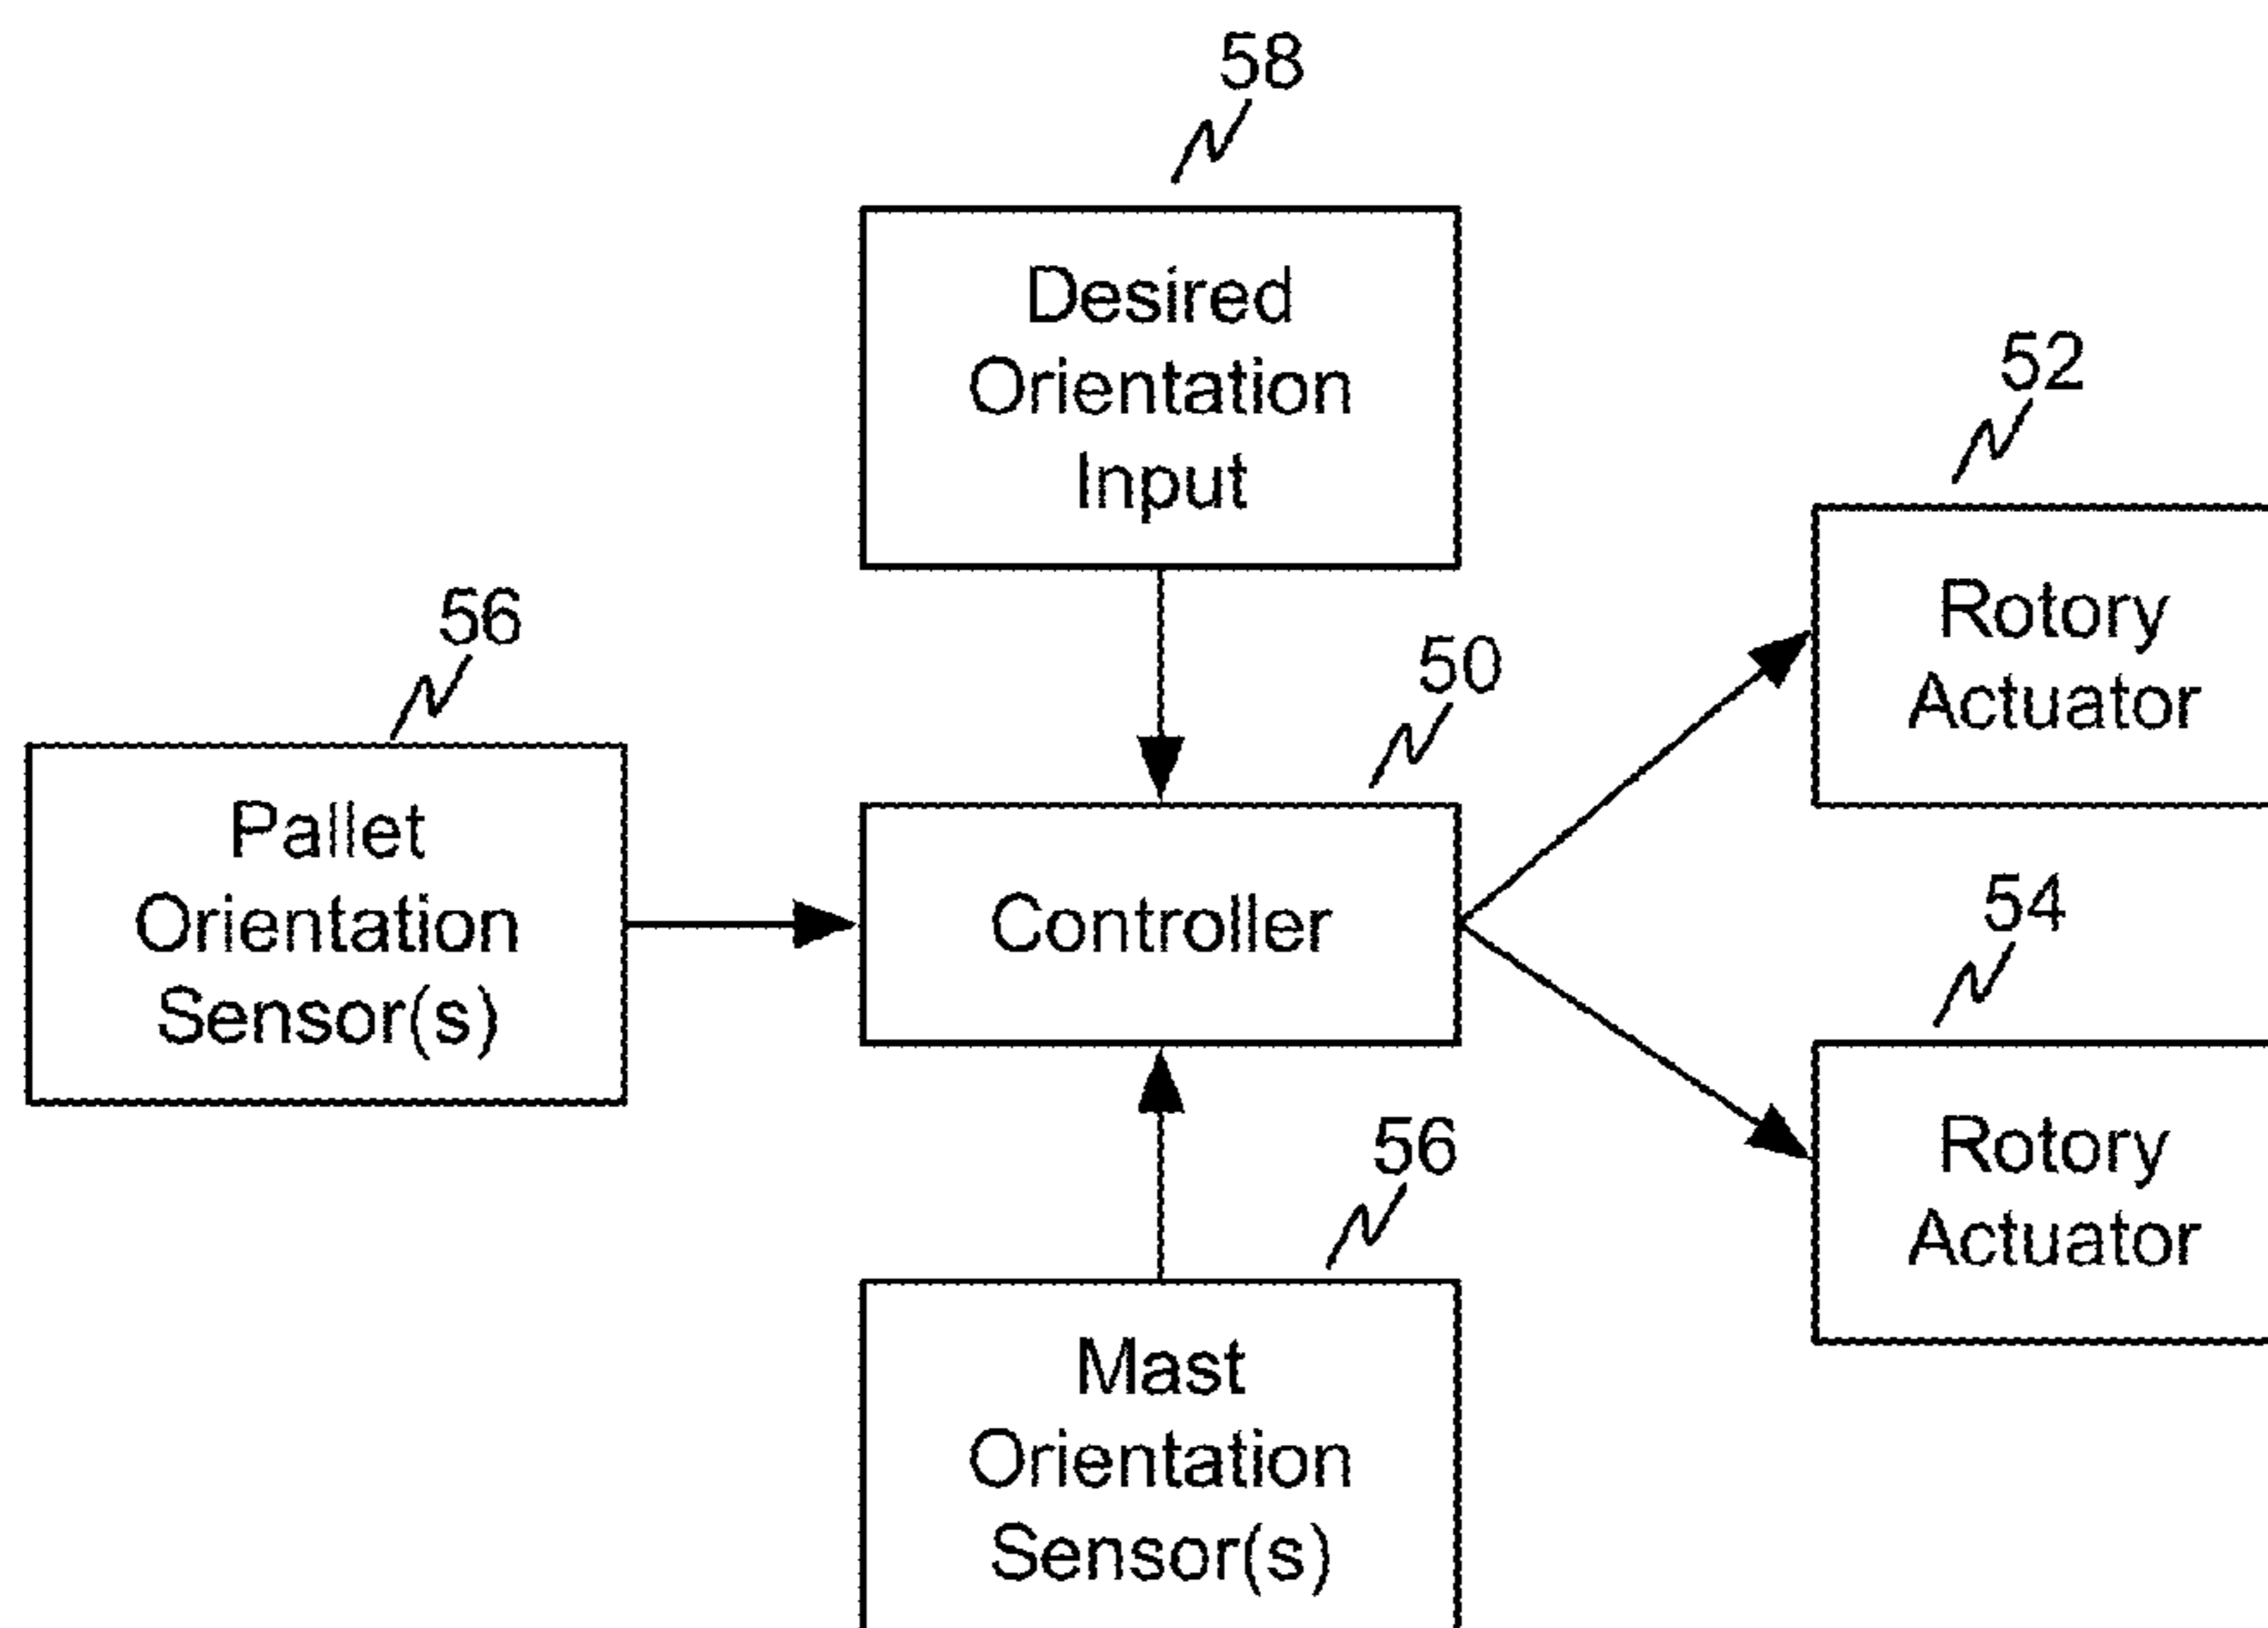 58
Desired
Orientation
Input
52
Rotory
Actuator
56
Pallet
Orientation
Sensor(s)
50
Controller
54
Rotory
Actuator
56
Mast
Orientation
Sensor(s)